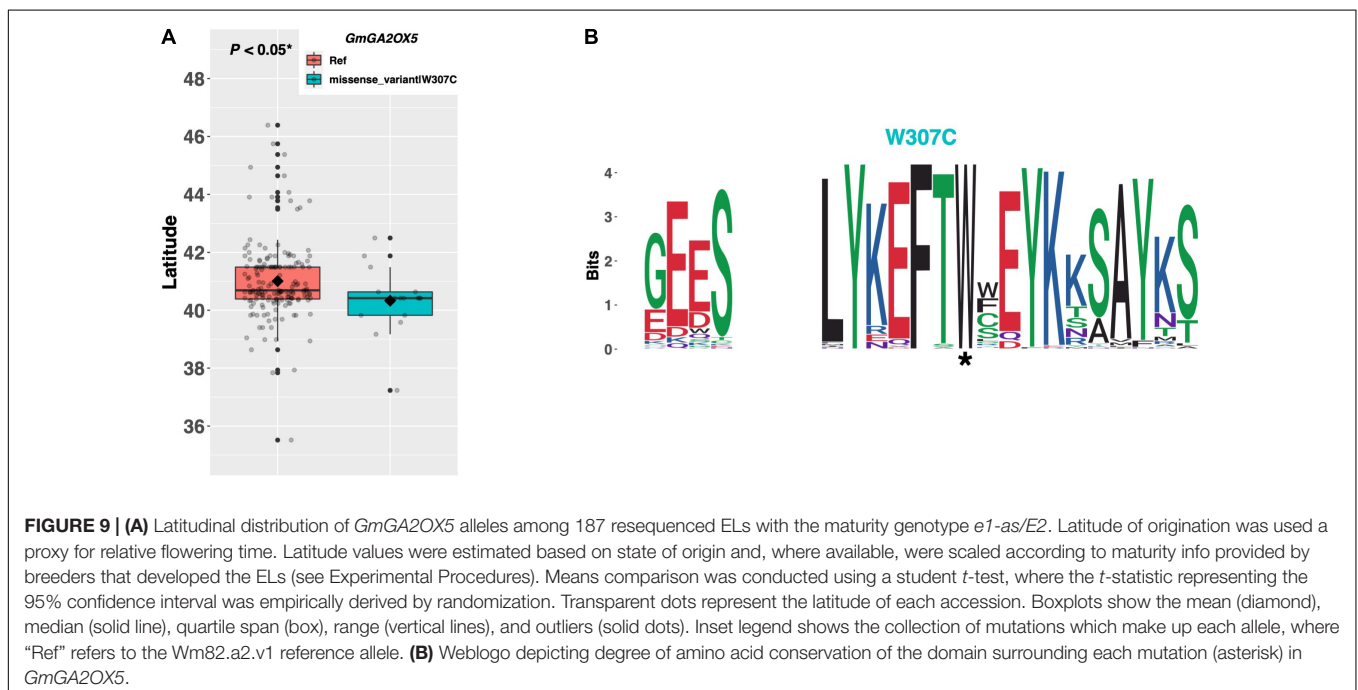 A
B
P < 0.05*
GmGA2OX5
Ref
missense_variant|W307C
Latitude
48
46
44
42
40
38
36
W307C
Bits
4
3
2
1
0
GEES
LYKEFTW
EYKKSAYKS
*
FIGURE 9 | (A) Latitudinal distribution of GmGA2OX5 alleles among 187 resequenced ELs with the maturity genotype e1-as/E2. Latitude of origination was used a
proxy for relative flowering time. Latitude values were estimated based on state of origin and, where available, were scaled according to maturity info provided by
breeders that developed the ELs (see Experimental Procedures). Means comparison was conducted using a student t-test, where the t-statistic representing the
95% confidence interval was empirically derived by randomization. Transparent dots represent the latitude of each accession. Boxplots show the mean (diamond),
median (solid line), quartile span (box), range (vertical lines), and outliers (solid dots). Inset legend shows the collection of mutations which make up each allele, where
“Ref” refers to the Wm82.a2.v1 reference allele. (B) Weblogo depicting degree of amino acid conservation of the domain surrounding each mutation (asterisk) in
GmGA2OX5.